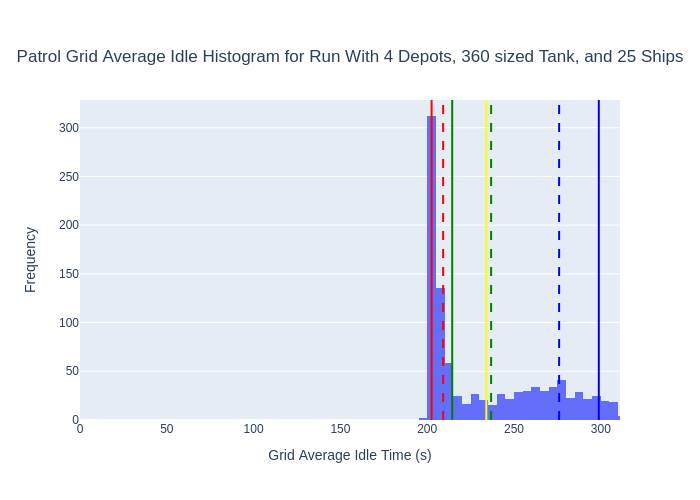 Patrol Grid Average Idle Histogram for Run With 4 Depots, 360 sized Tank, and 25 Ships
300
250
200
150
100
50
0
Frequency
0 50 100 150 200 250 300
Grid Average Idle Time (s)